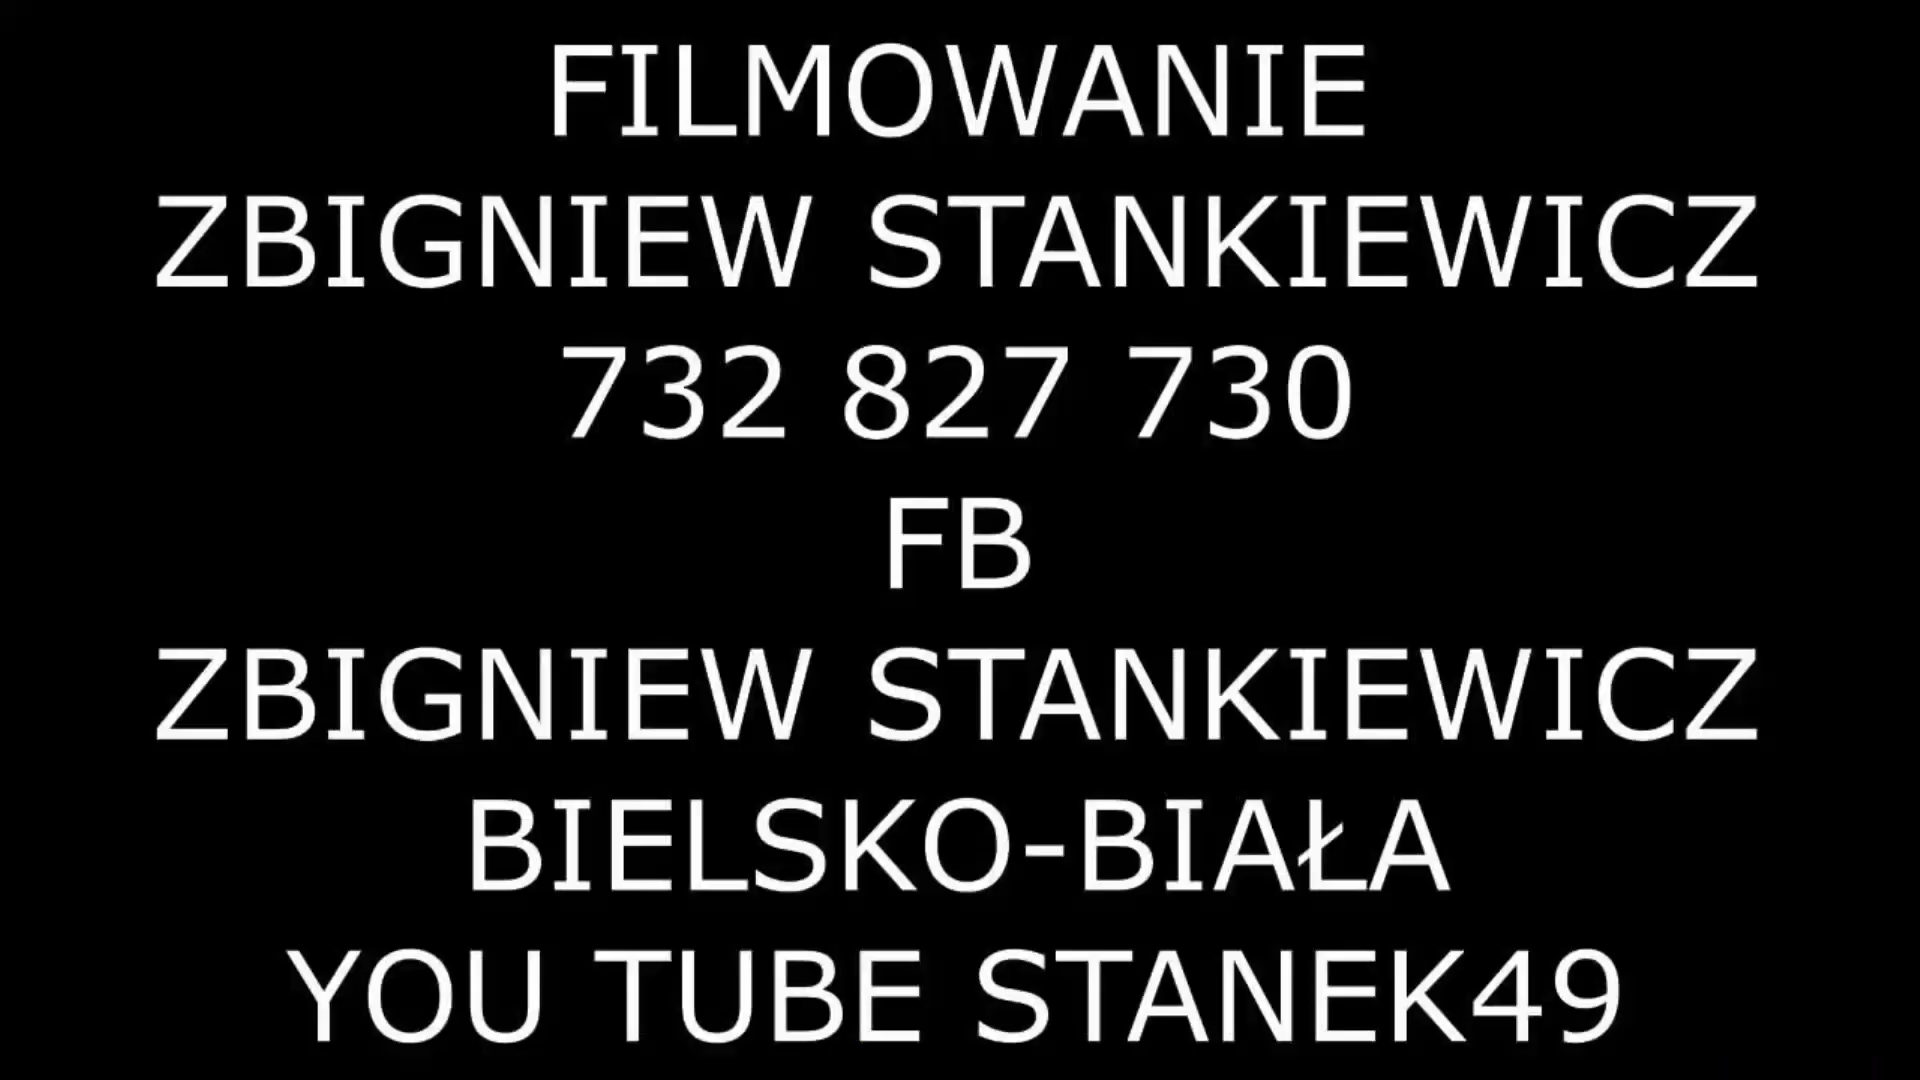 FILMOWANIE
ZBIGNIEW STANKIEWICZ
732 827 730
FB
ZBIGNIEW STANKIEWICZ
BIELSKO-BIAŁA
YOU TUBE STANEK49